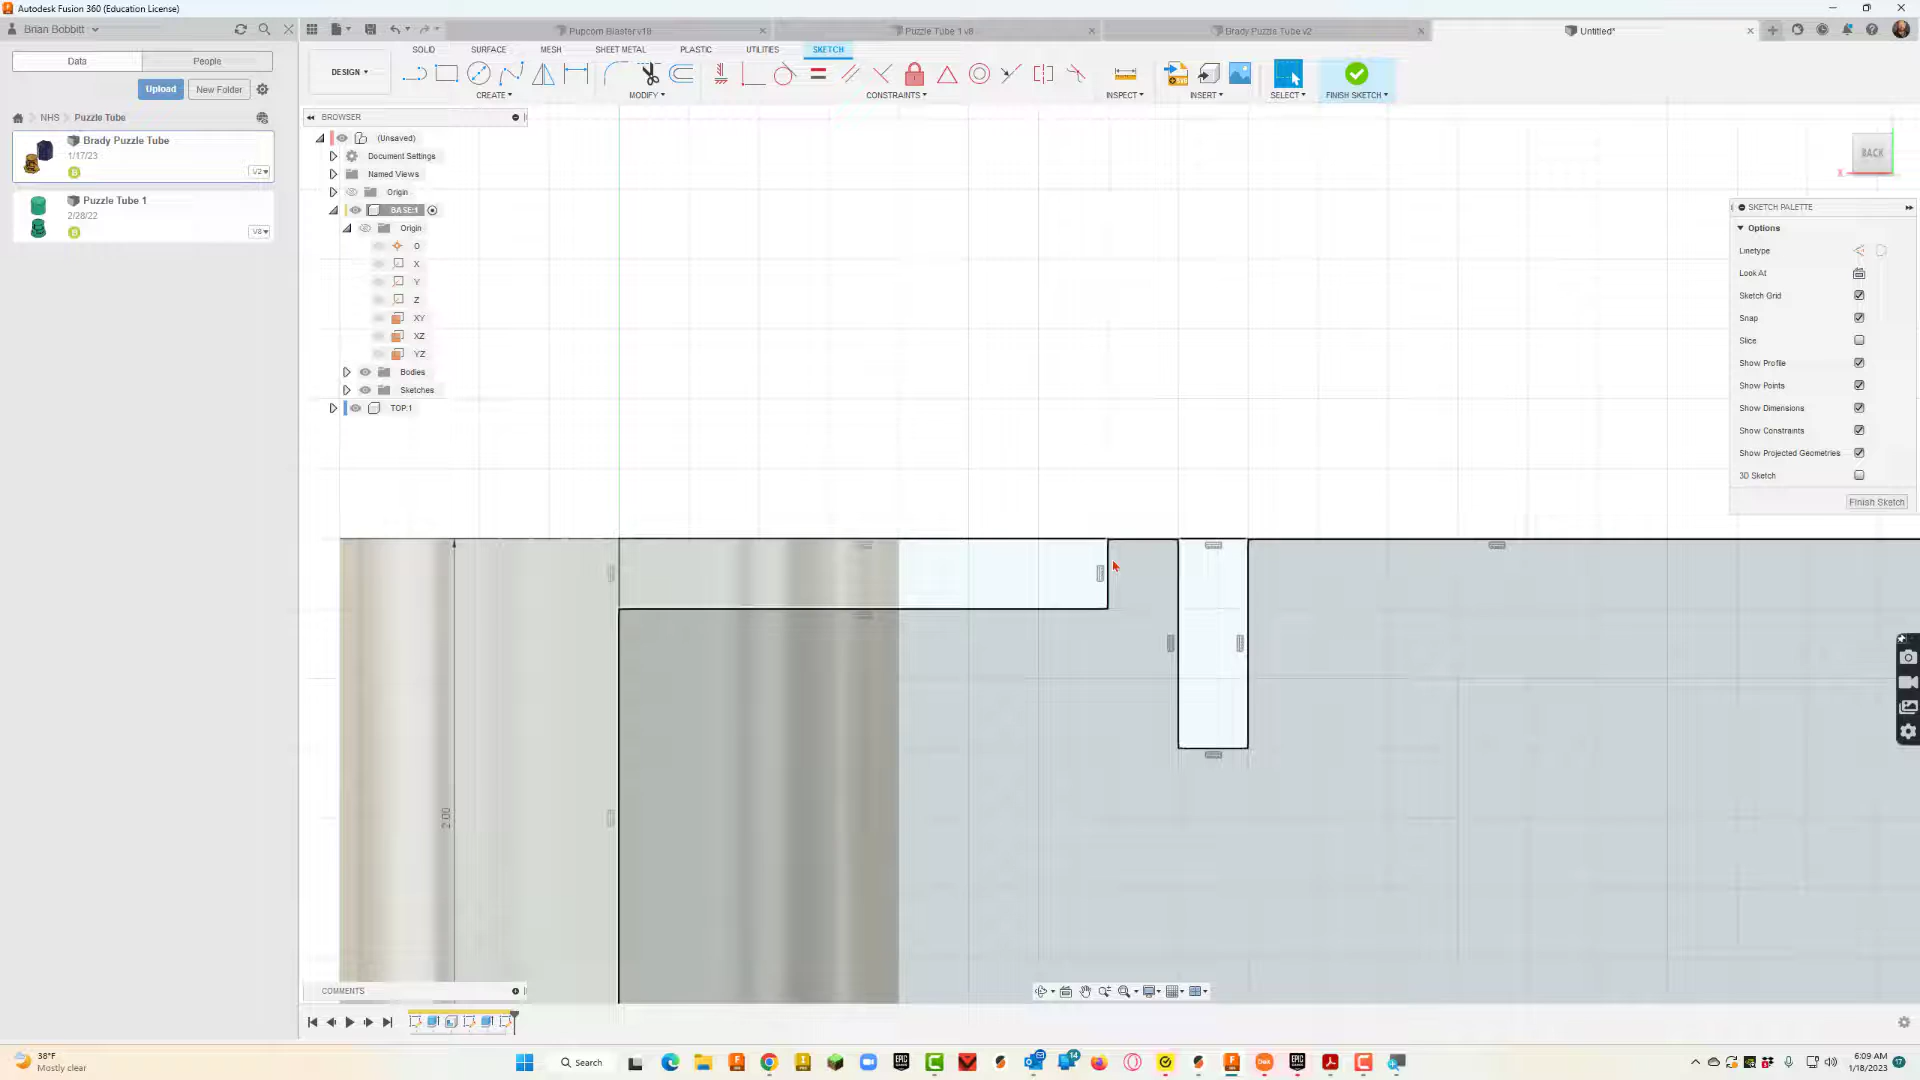 Autodesk Fusion 360 (Education License)
Brian Bobbitt
Pupcorn Blaster v18
Puzzle Tube 1 v8
Brady Puzzle Tube v2
Untitled*
Data
People
Upload
New Folder
NHS
Puzzle Tube
Brady Puzzle Tube
1/17/23
B
V2
Puzzle Tube 1
2/28/22
B
V8
SOLID
SURFACE
MESH
SHEET METAL
PLASTIC
UTILITIES
SKETCH
DESIGN
CREATE
MODIFY
CONSTRAINTS
INSPECT
INSERT
SELECT
FINISH SKETCH
BROWSER
(Unsaved)
Document Settings
Named Views
Origin
BASE:1
Origin
O
X
Y
Z
XY
XZ
YZ
Bodies
Sketches
TOP:1
BACK
X
SKETCH PALETTE
Options
Linetype
Look At
Sketch Grid
Snap
Slice
Show Profile
Show Points
Show Dimensions
Show Constraints
Show Projected Geometries
3D Sketch
Finish Sketch
2.00
COMMENTS
38°F
Mostly clear
Search
14
6:09 AM
1/18/2023
17